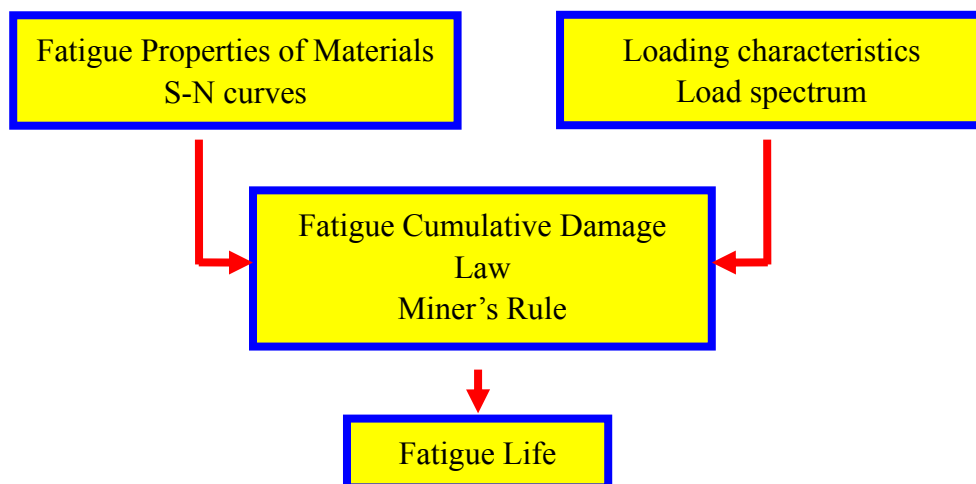 Fatigue Properties of Materials
S-N curves
Loading characteristics
Load spectrum
Fatigue Cumulative Damage
Law
Miner’s Rule
Fatigue Life